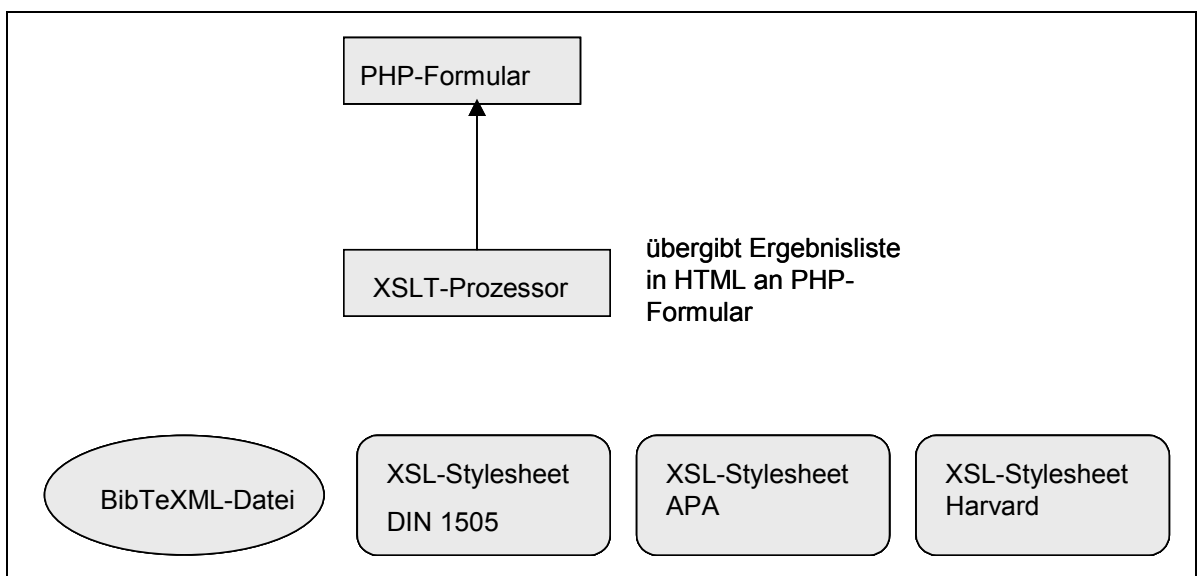 PHP-Formular
XSLT-Prozessor
übergibt Ergebnisliste
in HTML an PHP-
Formular
BibTeXML-Datei
XSL-Stylesheet
DIN 1505
XSL-Stylesheet
APA
XSL-Stylesheet
Harvard